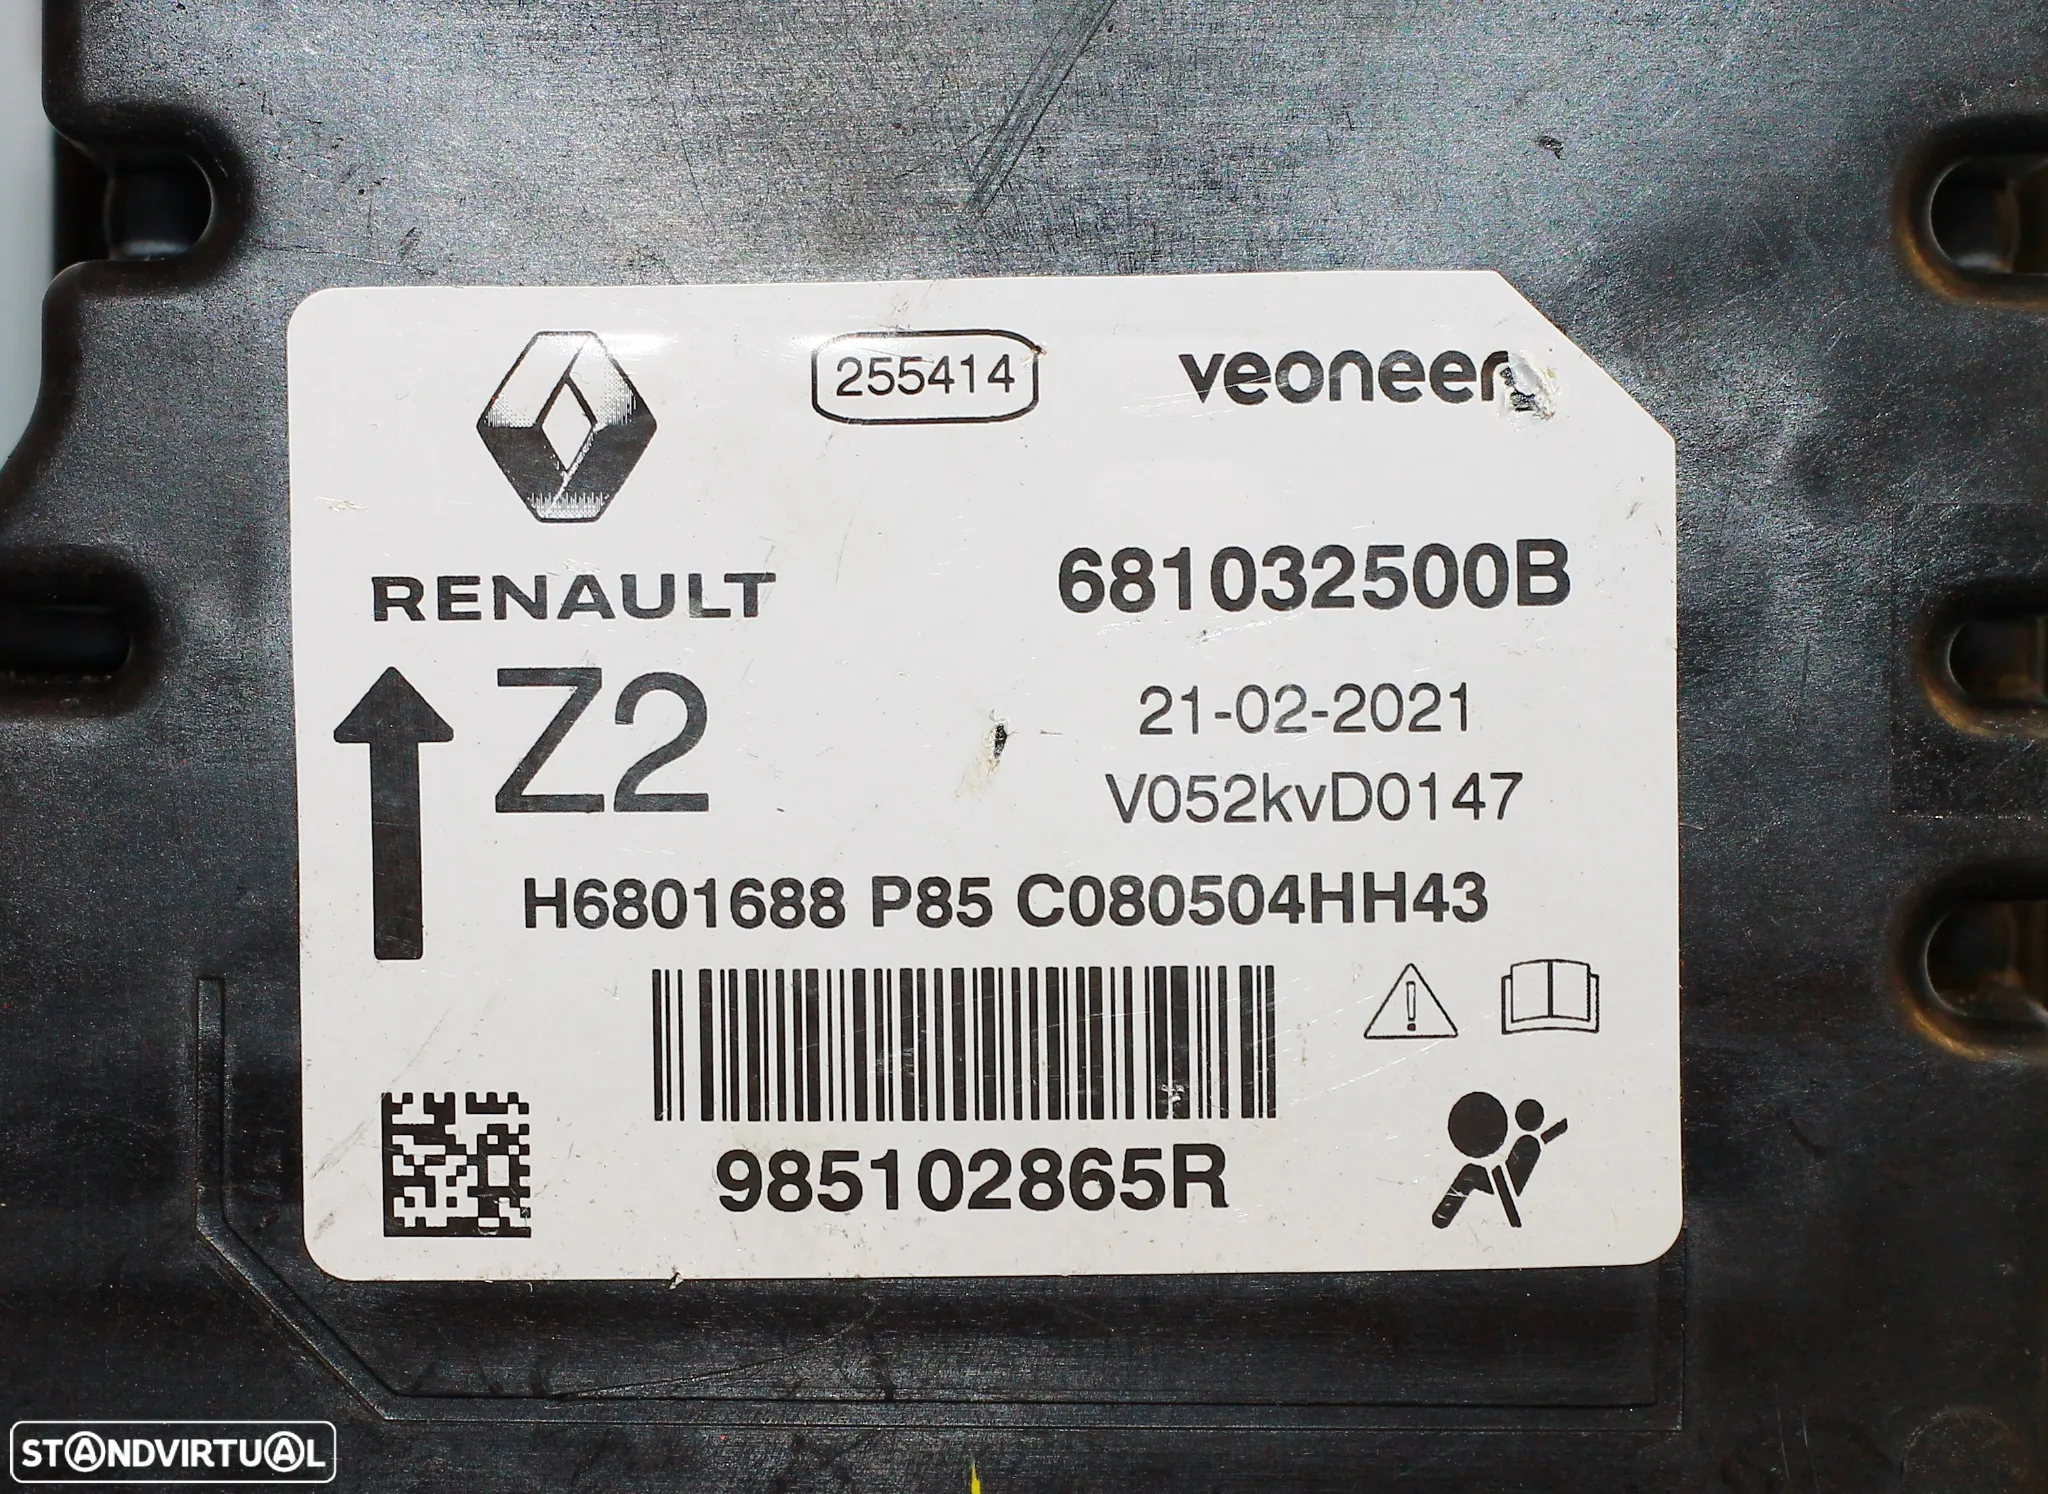 255414
veoneer
RENAULT
681032500B
Z2
21-02-2021
V052kvD0147
H6801688 P85 C080504HH43
985102865R
STANDVIRTUAL